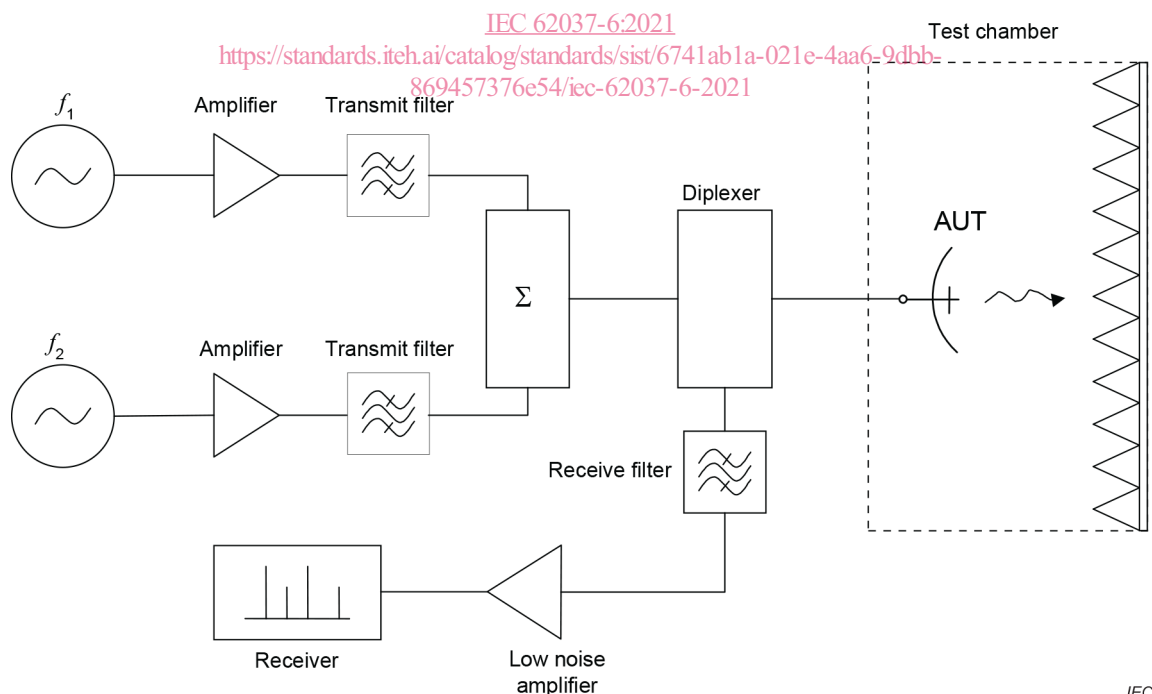 IEC 62037-6:2021
https://standards.iteh.ai/catalog/standards/sist/6741ab1a-021e-4aa6-9dbb-
869457376e54/iec-62037-6-2021
Test chamber
f1
Amplifier
Transmit filter
Diplexer
AUT
Σ
f2
Amplifier
Transmit filter
Receive filter
Receiver
Low noise
amplifier
IEC